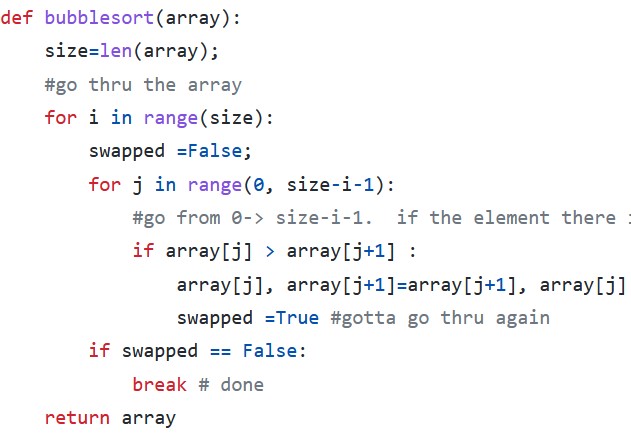 def bubblesort(array):
    size=len(array);
    #go thru the array
    for i in range(size):
        swapped =False;
        for j in range(0, size-i-1):
            #go from 0-> size-i-1.  if the element there
            if array[j] > array[j+1] :
                array[j], array[j+1]=array[j+1], array[j]
                swapped =True #gotta go thru again
        if swapped == False:
            break # done
    return array